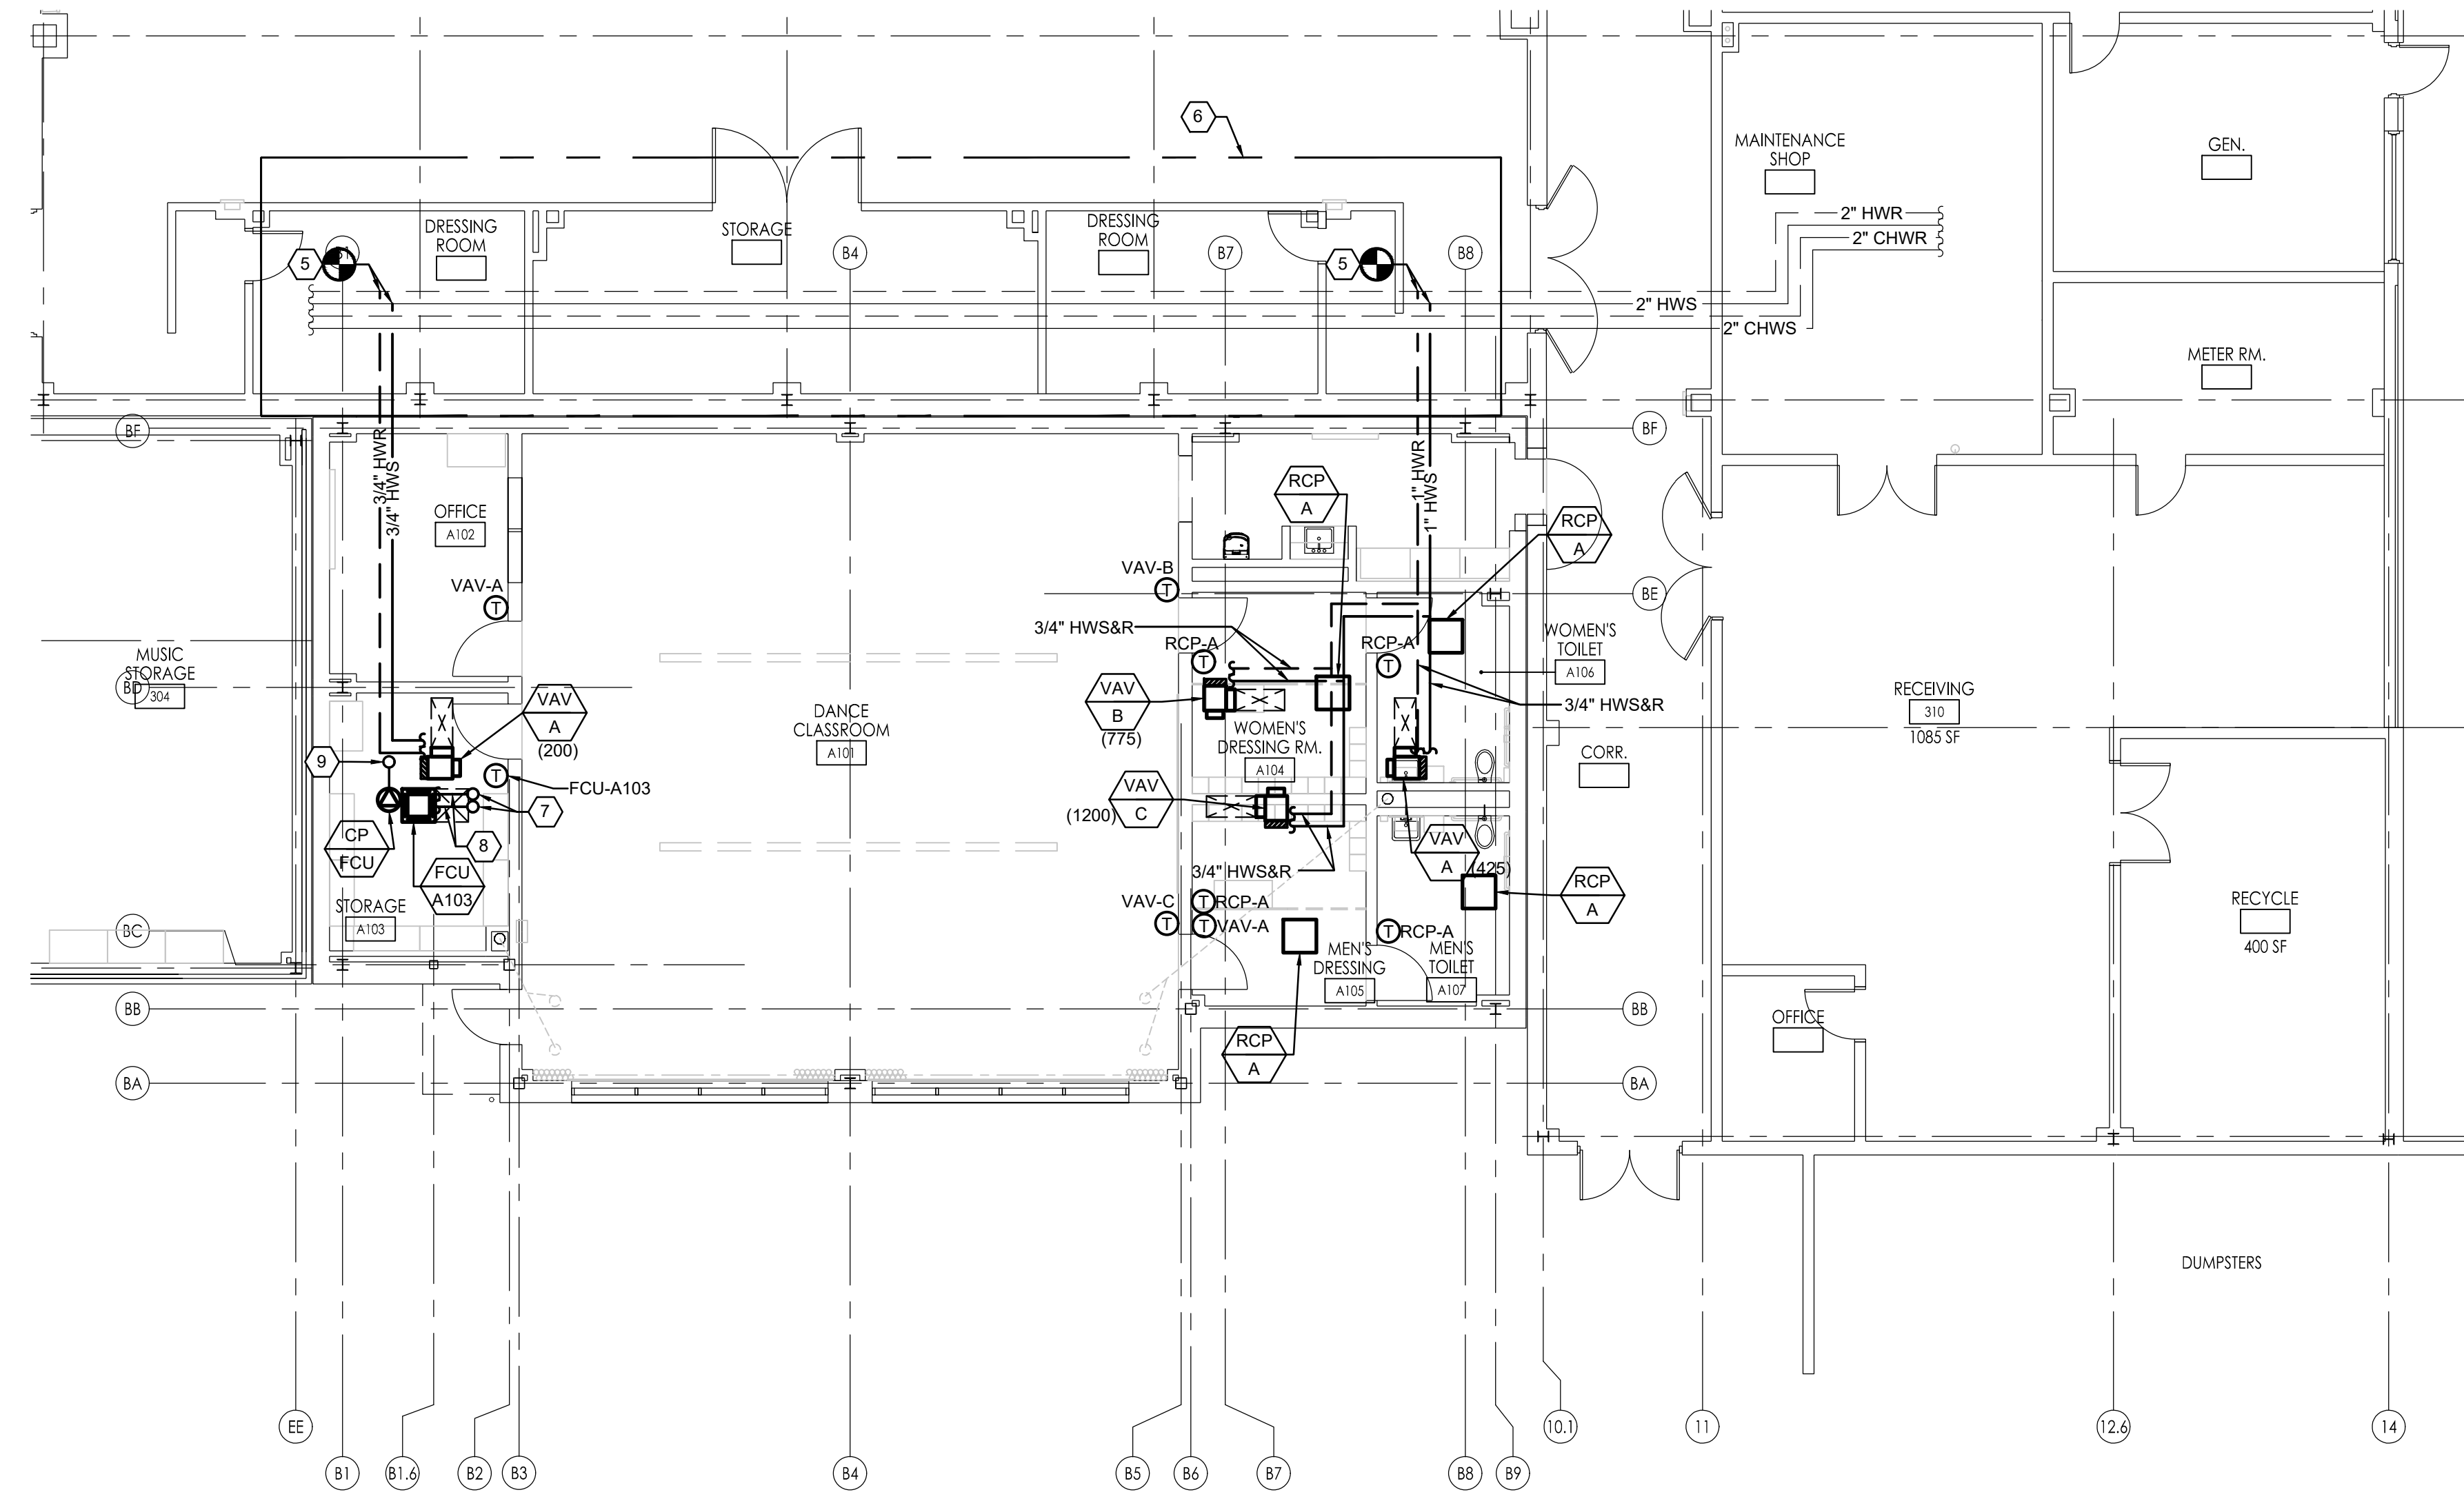 6
MAINTENANCE
SHOP
GEN.
2" HWR
2" CHWR
DRESSING
ROOM
STORAGE
DRESSING
ROOM
5
B4
B7
5
B8
2" HWS
2" CHWS
METER RM.
BF
BF
3/4" HWR
3/4" HWS
1" HWR
1" HWS
RCP
A
RCP
A
OFFICE
A102
VAV-A
T
VAV-B
T
BE
3/4" HWS&R
RCP-A
T
RCP-A
T
WOMEN'S
TOILET
A106
MUSIC
STORAGE
304
BD
VAV
A
(200)
DANCE
CLASSROOM
A101
VAV
B
(775)
WOMEN'S
DRESSING RM.
A104
3/4" HWS&R
RECEIVING
310
1085 SF
CORR.
9
T
FCU-A103
7
8
CP
FCU
FCU
A103
VAV
C
(1200)
VAV
A
(425)
3/4" HWS&R
RCP
A
STORAGE
A103
BC
VAV-C
T
T
RCP-A
T
VAV-A
T
RCP-A
MEN'S
DRESSING
A105
MEN'S
TOILET
A107
RECYCLE
400 SF
BB
BB
OFFICE
RCP
A
BA
BA
DUMPSTERS
EE
10.1
11
12.6
14
B1
B1.6
B2
B3
B4
B5
B6
B7
B8
B9